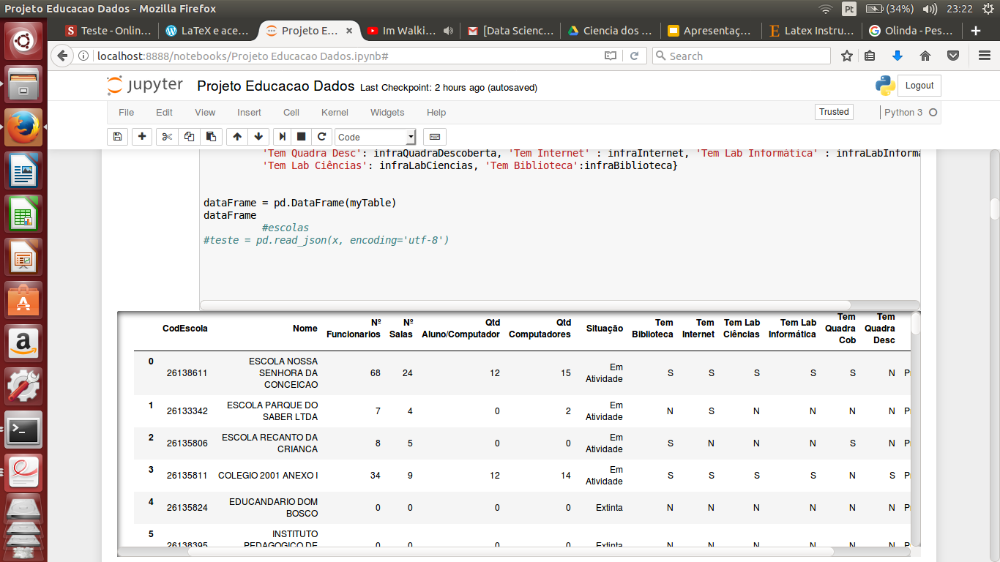 Projeto Educacao Dados - Mozilla Firefox
Pt (34%) 23:22
Teste - Onlin… LaTeX e ace… Projeto E… Im Walki… [Data Scienc… Ciencia dos … Apresentaç… Latex Instru… Olinda - Pes…
localhost:8888/notebooks/Projeto Educacao Dados.ipynb# Search
jupyter Projeto Educacao Dados Last Checkpoint: 2 hours ago (autosaved) Logout
File Edit View Insert Cell Kernel Widgets Help Trusted Python 3
Code
'Tem Quadra Desc': infraQuadraDescoberta, 'Tem Internet' : infraInternet, 'Tem Lab Informática' : infraLabInforma
'Tem Lab Ciências': infraLabCiencias, 'Tem Biblioteca':infraBiblioteca}
dataFrame = pd.DataFrame(myTable)
dataFrame
#escolas
#teste = pd.read_json(x, encoding='utf-8')
CodEscola Nome Nº Funcionarios Nº Salas Qtd Aluno/Computador Qtd Computadores Situação Tem Biblioteca Tem Internet Tem Lab Ciências Tem Lab Informática Tem Quadra Cob Tem Quadra Desc
0 26138611 ESCOLA NOSSA SENHORA DA CONCEICAO 68 24 12 15 Em Atividade S S S S S N P
1 26133342 ESCOLA PARQUE DO SABER LTDA 7 4 0 2 Em Atividade N S N N N N P
2 26135806 ESCOLA RECANTO DA CRIANCA 8 5 0 0 Em Atividade S N N N S N P
3 26135811 COLEGIO 2001 ANEXO I 34 9 12 14 Em Atividade S S S S N S P
4 26135824 EDUCANDARIO DOM BOSCO 0 0 0 0 Extinta N N N N N N P
5 26138395 INSTITUTO PEDAGOGICO DE 0 0 0 0 Extinta N N N N N N P